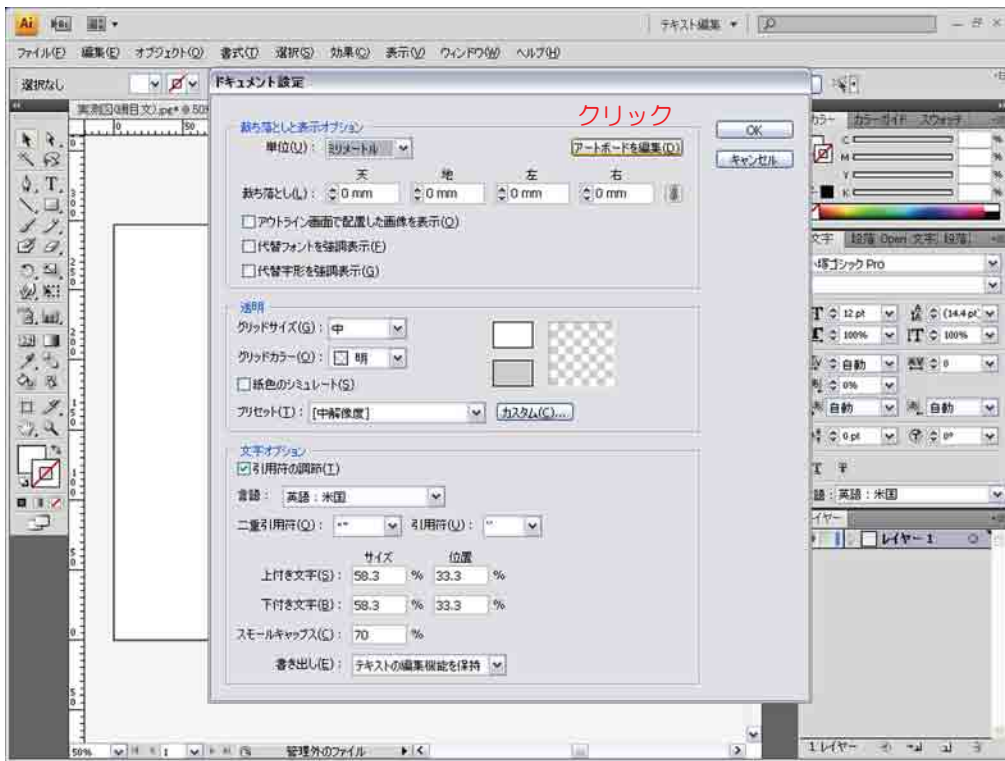 Ai Br テキスト編集
ファイル(F) 編集(E) オブジェクト(O) 書式(T) 選択(S) 効果(C) 表示(V) ウィンドウ(W) ヘルプ(H)
選択なし
ドキュメント設定
クリック
裁ち落としと表示オプション
単位(U): ミリメートル アートボードを編集(D)
OK
キャンセル
天 地 左 右
裁ち落とし(L): 0 mm 0 mm 0 mm 0 mm
アウトライン画面で配置した画像を表示(O)
代替フォントを強調表示(F)
代替字形を強調表示(G)
透明
グリッドサイズ(G): 中
グリッドカラー(O): 明
紙色のシミュレート(S)
プリセット(T): [中解像度] カスタム(C)...
文字オプション
引用符の調節(I)
言語: 英語:米国
二重引用符(Q): “” 引用符(U): ‘’
サイズ 位置
上付き文字(S): 58.3 % 33.3 %
下付き文字(B): 58.3 % 33.3 %
スモールキャップス(C): 70 %
書き出し(E): テキストの編集機能を保持
カラー カラーガイド スウォッチ
C %
M %
Y %
K %
文字 段落 Open 文字 段落
塚ゴシック Pro
12 pt (14.4 pt)
100% 100%
自動 0
0%
自動 自動
0 pt 0°
英語:米国
レイヤー 1
1 レイヤー
50% 1 管理外のファイル